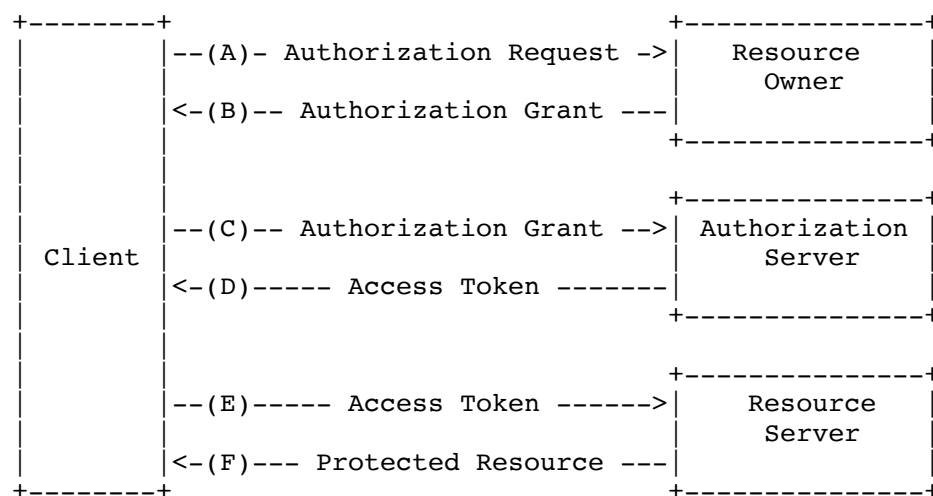 +--------+                               +---------------+
|        |--(A)- Authorization Request ->|   Resource    |
|        |                               |     Owner     |
|        |<-(B)-- Authorization Grant ---|               |
|        |                               +---------------+
|        |
|        |                               +---------------+
|        |--(C)-- Authorization Grant -->| Authorization |
| Client |                               |     Server    |
|        |<-(D)----- Access Token -------|               |
|        |                               +---------------+
|        |
|        |                               +---------------+
|        |--(E)----- Access Token ------>|    Resource   |
|        |                               |     Server    |
|        |<-(F)--- Protected Resource ---|               |
+--------+                               +---------------+